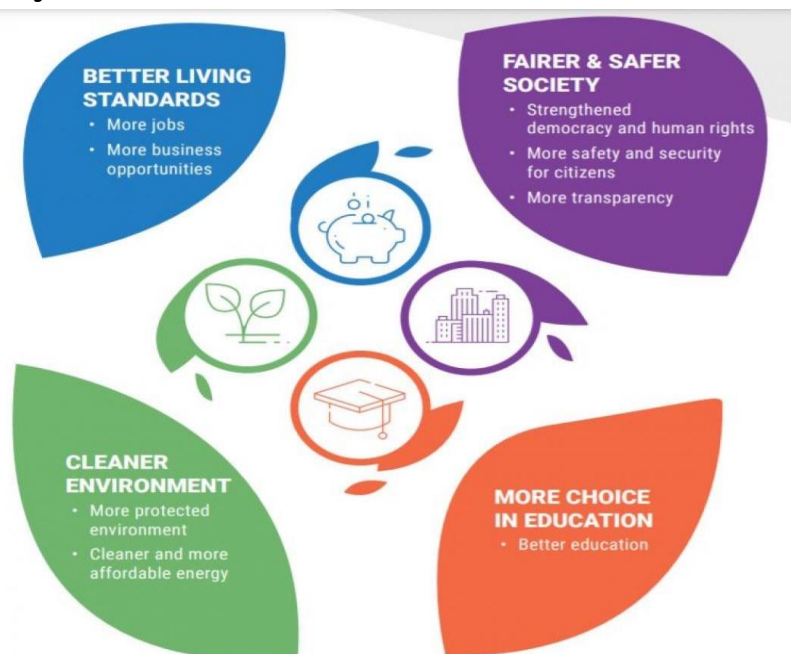 BETTER LIVING
STANDARDS
• More jobs
• More business
opportunities
FAIRER & SAFER
SOCIETY
• Strengthened
democracy and human rights
• More safety and security
for citizens
• More transparency
CLEANER
ENVIRONMENT
• More protected
environment
• Cleaner and more
affordable energy
MORE CHOICE
IN EDUCATION
• Better education